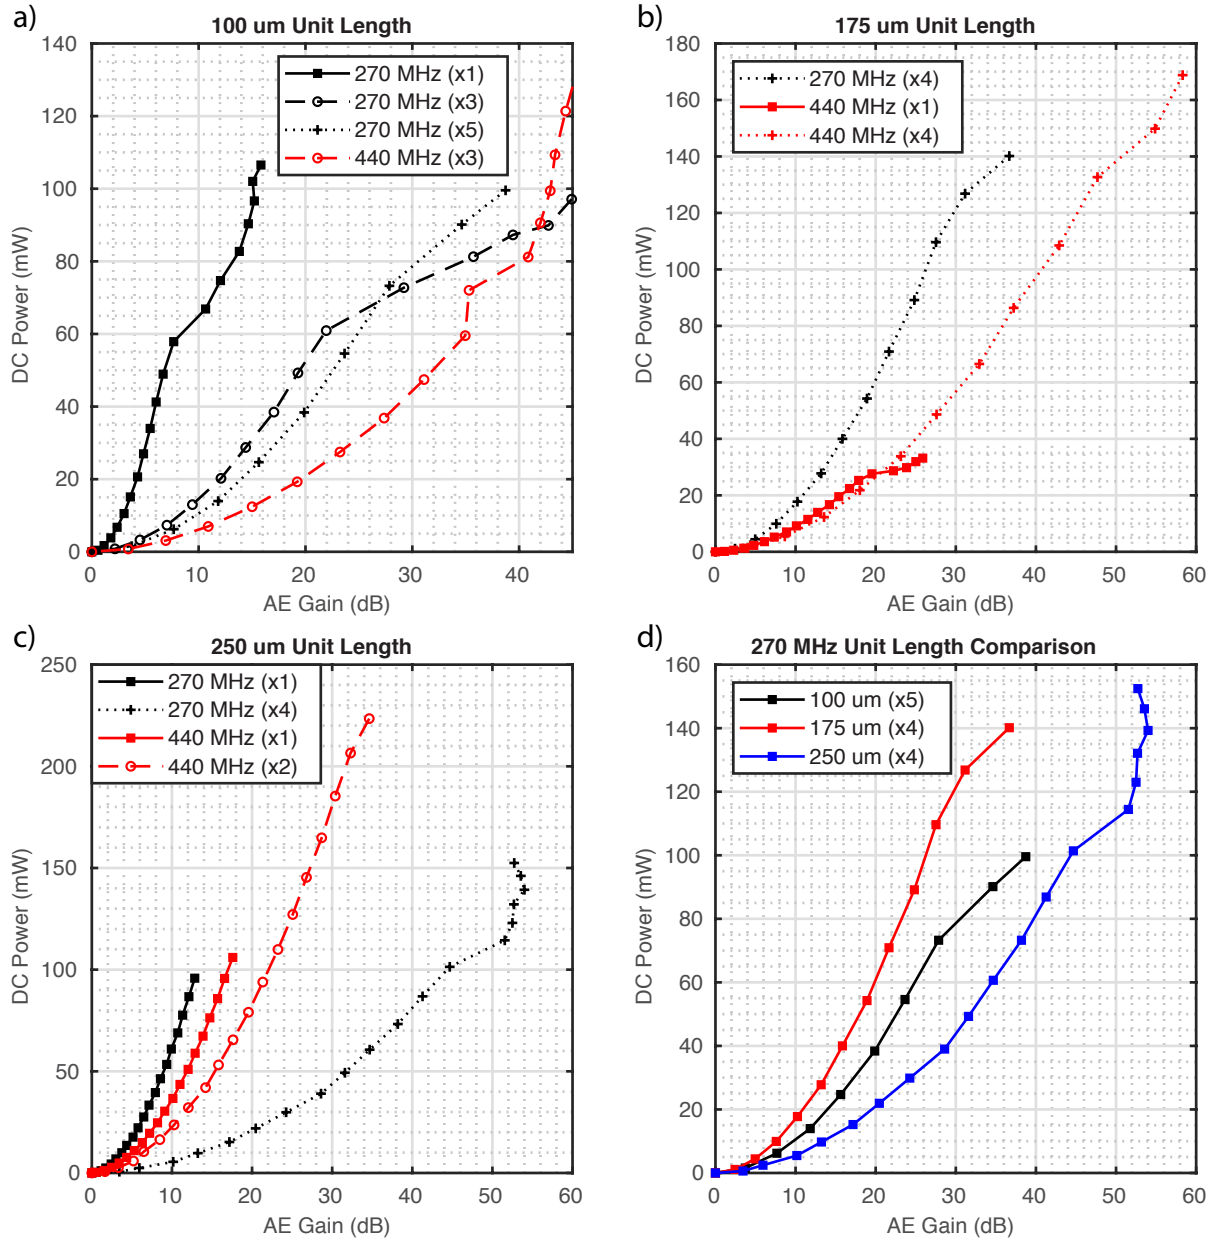 a)
100 um Unit Length
140
120
100
80
60
40
20
0
DC Power (mW)
270 MHz (x1)
270 MHz (x3)
270 MHz (x5)
440 MHz (x3)
0 10 20 30 40
AE Gain (dB)
b)
175 um Unit Length
180
160
140
120
100
80
60
40
20
0
DC Power (mW)
270 MHz (x4)
440 MHz (x1)
440 MHz (x4)
0 10 20 30 40 50 60
AE Gain (dB)
c)
250 um Unit Length
250
200
150
100
50
0
DC Power (mW)
270 MHz (x1)
270 MHz (x4)
440 MHz (x1)
440 MHz (x2)
0 10 20 30 40 50 60
AE Gain (dB)
d)
270 MHz Unit Length Comparison
160
140
120
100
80
60
40
20
0
DC Power (mW)
100 um (x5)
175 um (x4)
250 um (x4)
0 10 20 30 40 50 60
AE Gain (dB)